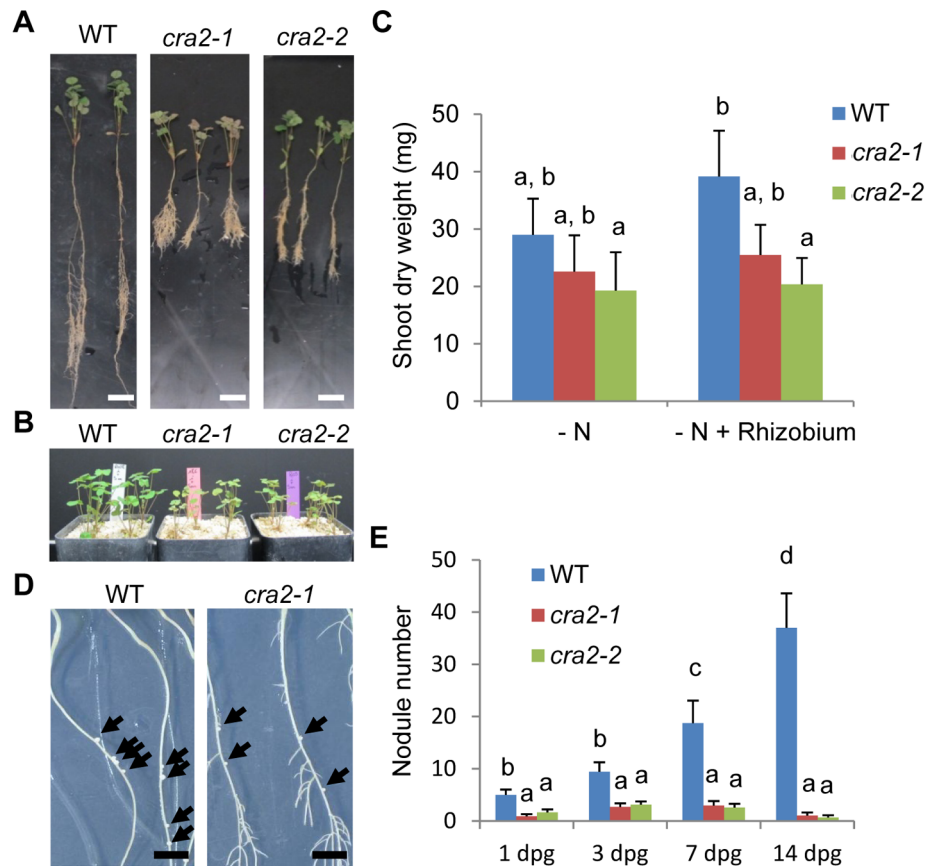 A
WT
cra2-1
cra2-2
B
WT
cra2-1
cra2-2
C
Shoot dry weight (mg)
50
40
30
20
10
0
a, b
a, b
a
b
a, b
a
WT
cra2-1
cra2-2
- N
- N + Rhizobium
D
WT
cra2-1
E
Nodule number
50
40
30
20
10
0
WT
cra2-1
cra2-2
b
a
a
b
a
a
c
a
a
d
a
a
1 dpg
3 dpg
7 dpg
14 dpg